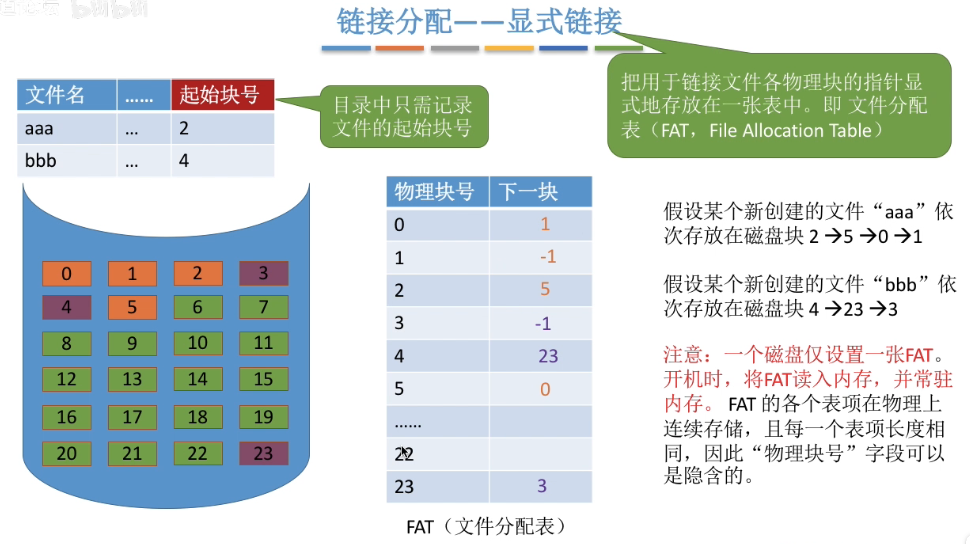 链接分配——显式链接
把用于链接文件各物理块的指针显
式地存放在一张表中。即 文件分配
表（FAT，File Allocation Table）
文件名 …… 起始块号
aaa ... 2
bbb ... 4
目录中只需记录
文件的起始块号
0 1 2 3
4 5 6 7
8 9 10 11
12 13 14 15
16 17 18 19
20 21 22 23
物理块号 下一块
0 1
1 -1
2 5
3 -1
4 23
5 0
……
22
23 3
FAT（文件分配表）
假设某个新创建的文件“aaa”依
次存放在磁盘块 2 →5 →0 →1
假设某个新创建的文件“bbb”依
次存放在磁盘块 4 →23 →3
注意：一个磁盘仅设置一张FAT。
开机时，将FAT读入内存，并常驻
内存。 FAT 的各个表项在物理上
连续存储，且每一个表项长度相
同，因此“物理块号”字段可以
是隐含的。